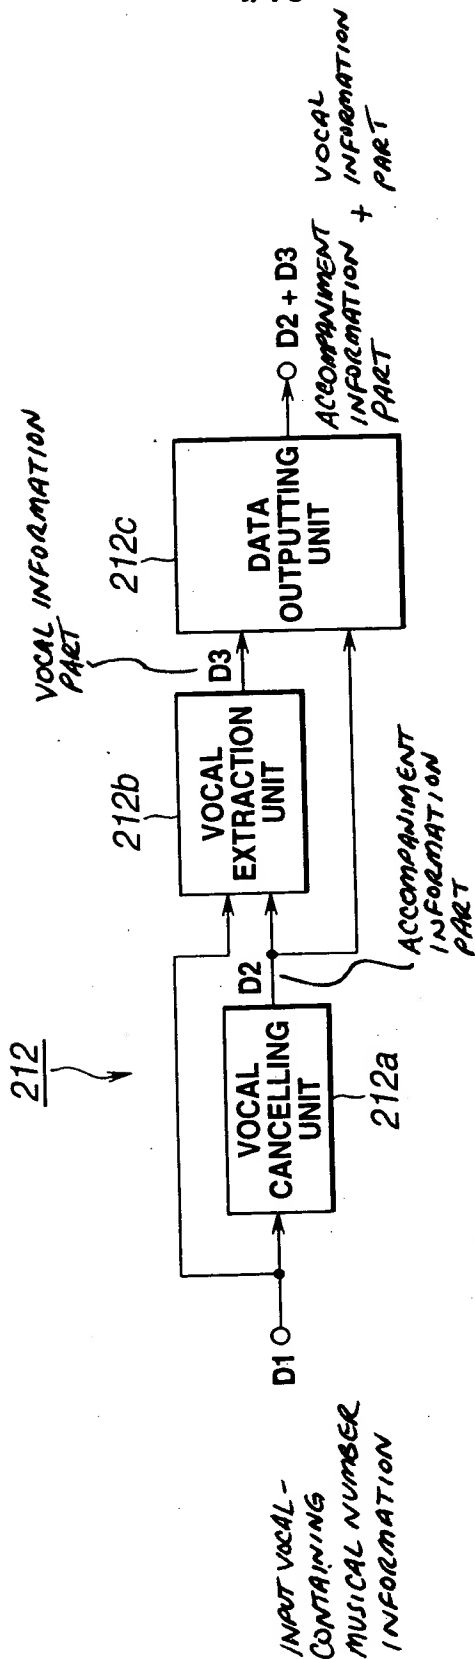 212
VOCAL INFORMATION
PART
212b
212c
INPUT VOCAL-
CONTAINING
MUSICAL NUMBER
INFORMATION
D1
VOCAL
CANCELLING
UNIT
212a
D2
ACCOMPANIMENT
INFORMATION
PART
VOCAL
EXTRACTION
UNIT
D3
DATA
OUTPUTTING
UNIT
D2 + D3
ACCOMPANIMENT
INFORMATION
PART
+
VOCAL
INFORMATION
PART